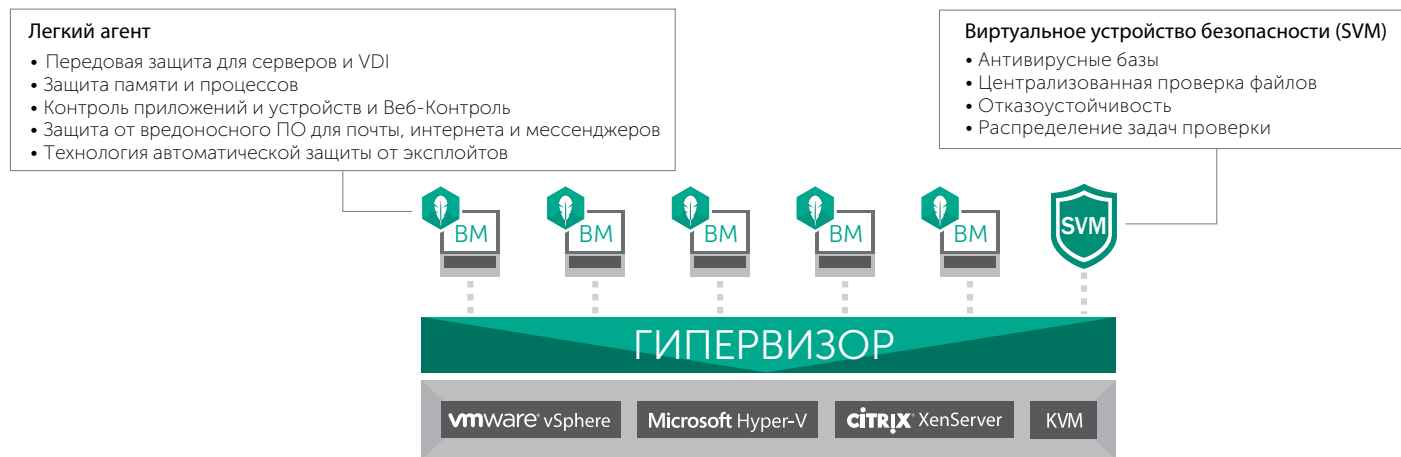 Легкий агент
• Передовая защита для серверов и VDI
• Защита памяти и процессов
• Контроль приложений и устройств и Веб-Контроль
• Защита от вредоносного ПО для почты, интернета и мессенджеров
• Технология автоматической защиты от эксплойтов
Виртуальное устройство безопасности (SVM)
• Антивирусные базы
• Централизованная проверка файлов
• Отказоустойчивость
• Распределение задач проверки
ВМ ВМ ВМ ВМ ВМ SVM
ГИПЕРВИЗОР
vmware vSphere Microsoft Hyper-V CITRIX XenServer KVM